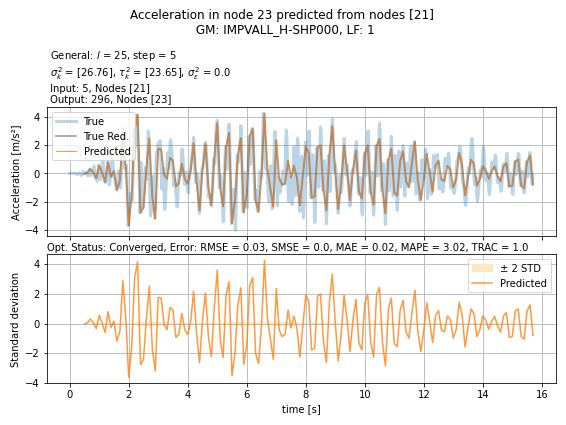 Acceleration in node 23 predicted from nodes [21]
GM: IMPVALL_H-SHP000, LF: 1
General: l = 25, step = 5
σ²ₖ = [26.76], τ²ₖ = [23.65], σ²ε = 0.0
Input: 5, Nodes [21]
Output: 296, Nodes [23]
4
2
0
−2
−4
Acceleration [m/s²]
True
True Red.
Predicted
Opt. Status: Converged, Error: RMSE = 0.03, SMSE = 0.0, MAE = 0.02, MAPE = 3.02, TRAC = 1.0
4
2
0
−2
−4
Standard deviation
± 2 STD
Predicted
0 2 4 6 8 10 12 14 16
time [s]